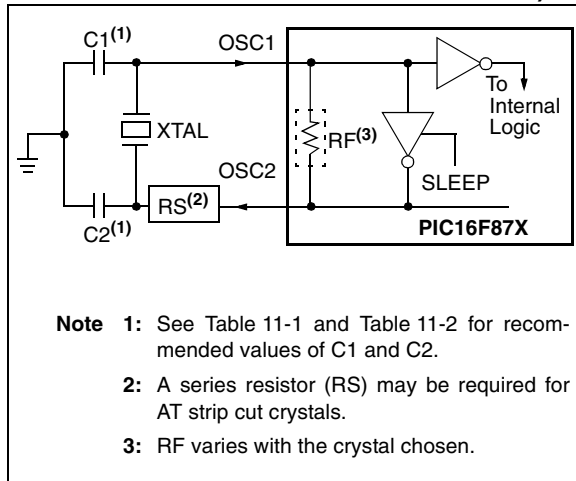 C1(1)
OSC1
To
Internal
Logic
XTAL
RF(3)
OSC2
SLEEP
RS(2)
C2(1)
PIC16F87X
Note 1: See Table 11-1 and Table 11-2 for recom-
mended values of C1 and C2.
2: A series resistor (RS) may be required for
AT strip cut crystals.
3: RF varies with the crystal chosen.